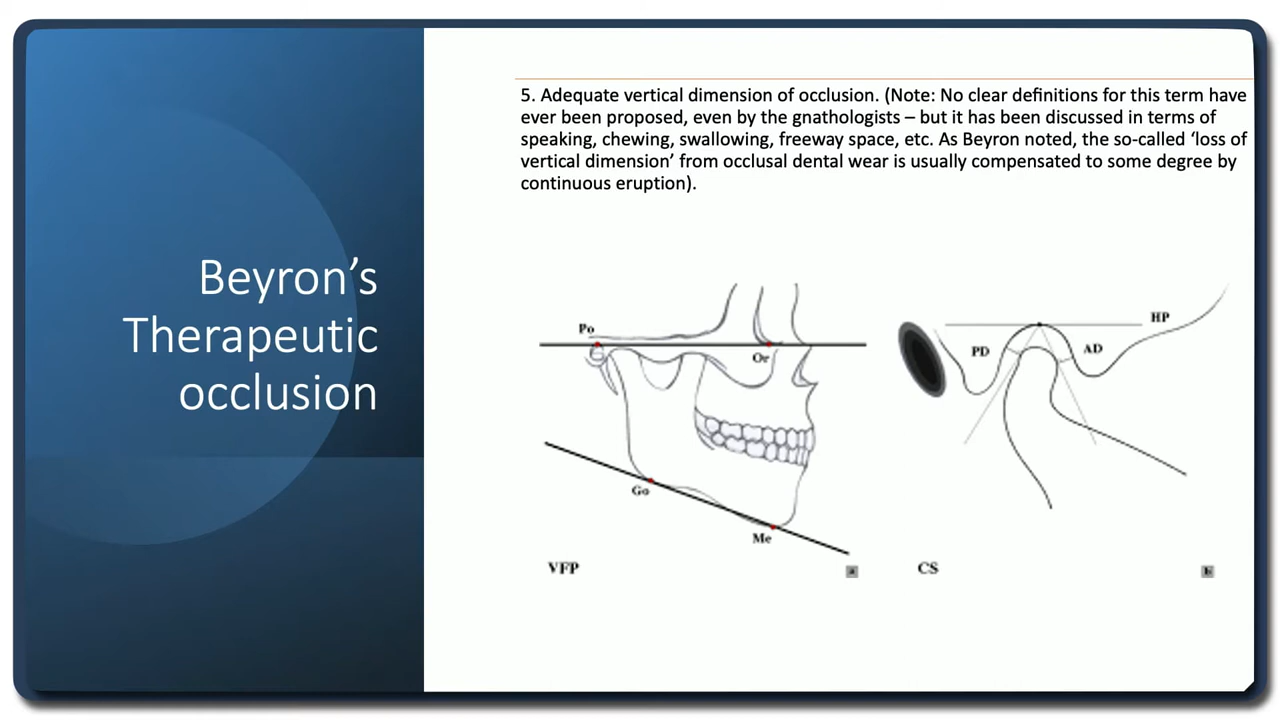 Beyron’s
Therapeutic
occlusion
5. Adequate vertical dimension of occlusion. (Note: No clear definitions for this term have
ever been proposed, even by the gnathologists – but it has been discussed in terms of
speaking, chewing, swallowing, freeway space, etc. As Beyron noted, the so-called ‘loss of
vertical dimension’ from occlusal dental wear is usually compensated to some degree by
continuous eruption).
Po
Or
Go
Me
VFP
a
HP
PD
AD
CS
b